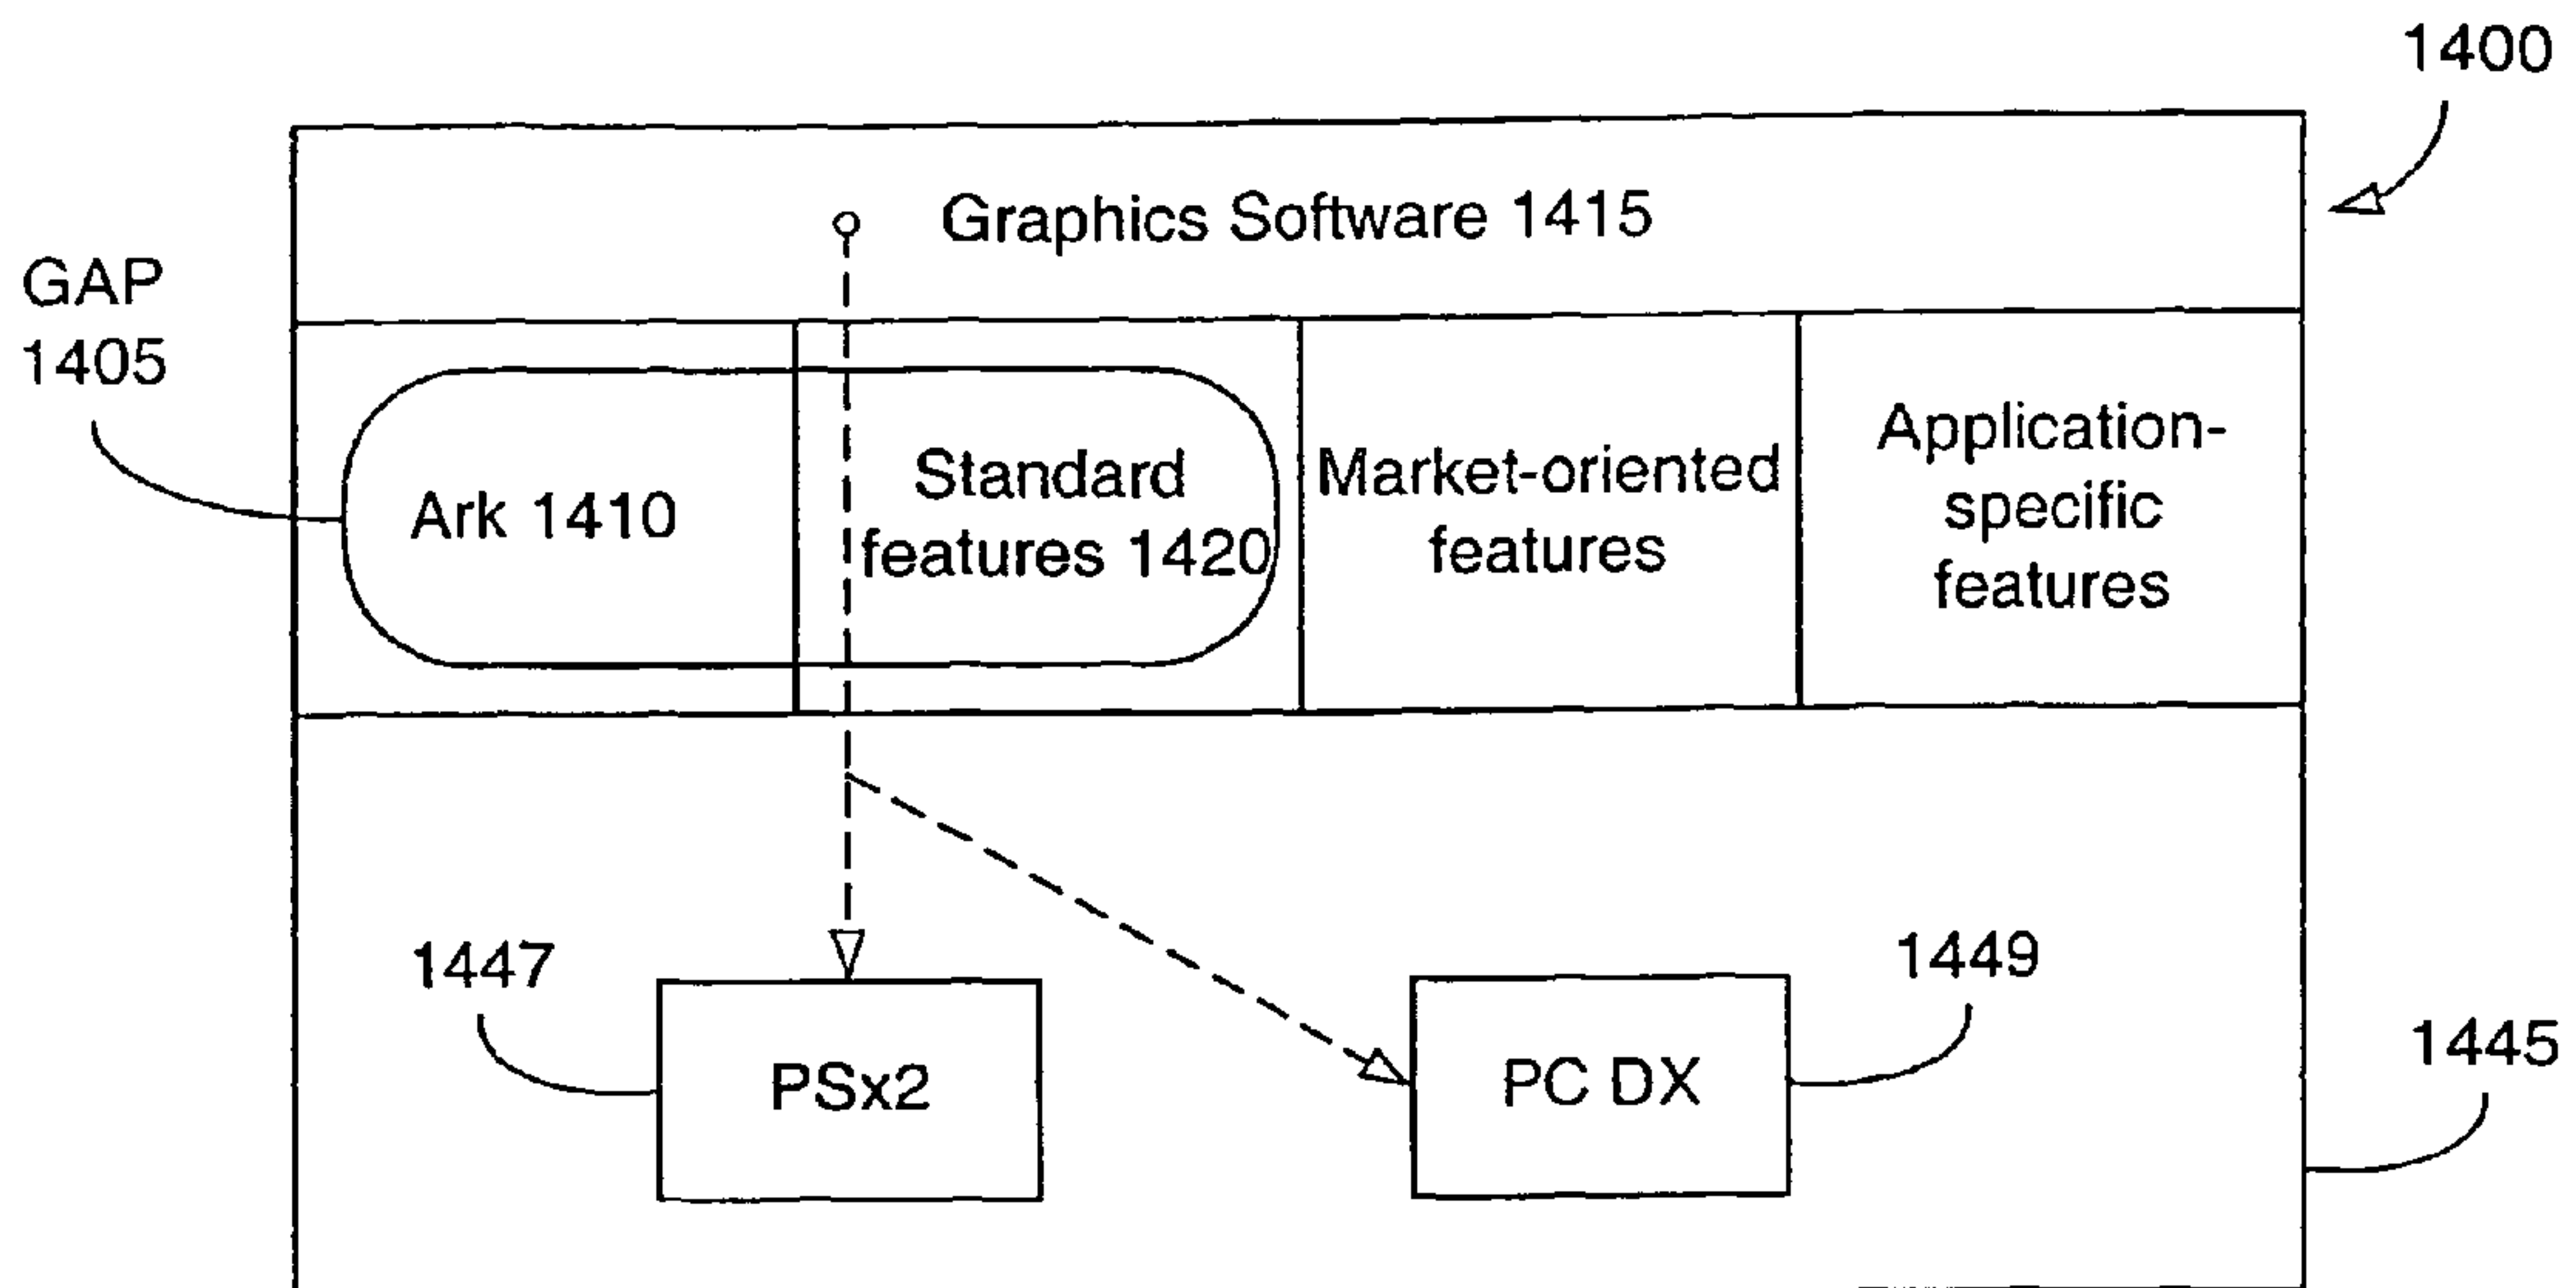 1400
Graphics Software 1415
GAP
1405
Ark 1410
Standard
features 1420
Market-oriented
features
Application-
specific
features
1447
PSx2
1449
PC DX
1445